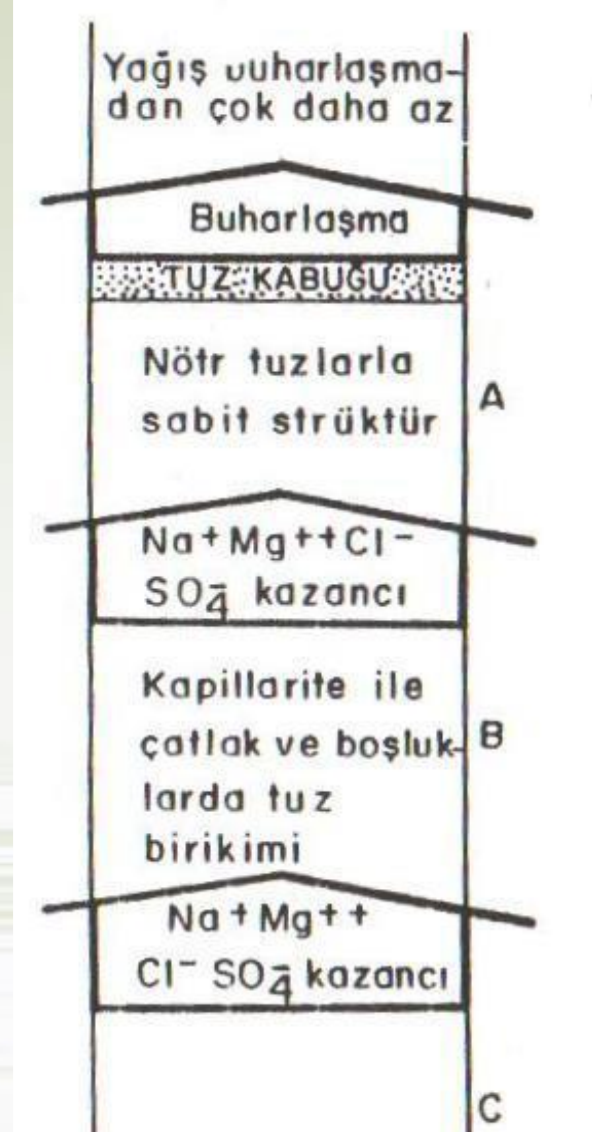 Yağış buharlaşma-
dan çok daha az
Buharlaşma
TUZ KABUĞU
Nötr tuzlarla
sabit strüktür
A
Na+ Mg++ Cl-
SO4= kazancı
Kapillarite ile
çatlak ve boşluk-
larda tuz
birikimi
B
Na+ Mg++
Cl- SO4= kazancı
C